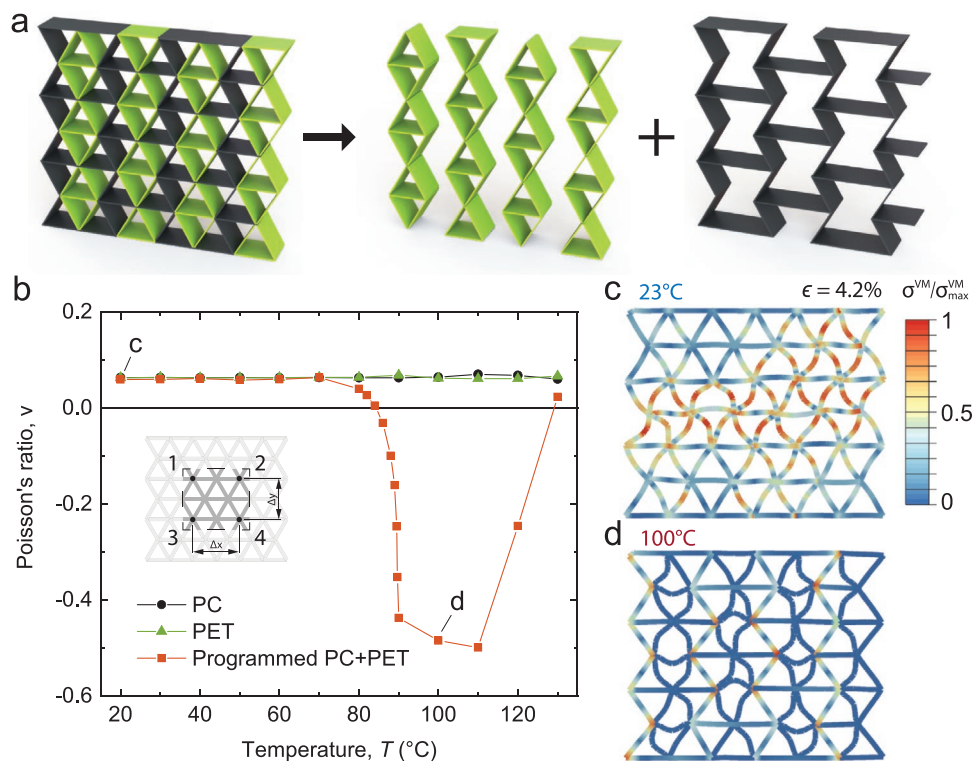 a
+
b
0.2
0.0
-0.2
-0.4
-0.6
Poisson's ratio, ν
c
1 2
3 4
Δy
Δx
d
PC
PET
Programmed PC+PET
20 40 60 80 100 120
Temperature, T (°C)
c 23°C ϵ = 4.2% σ^VM/σ^VM_max
1
0.5
0
d 100°C